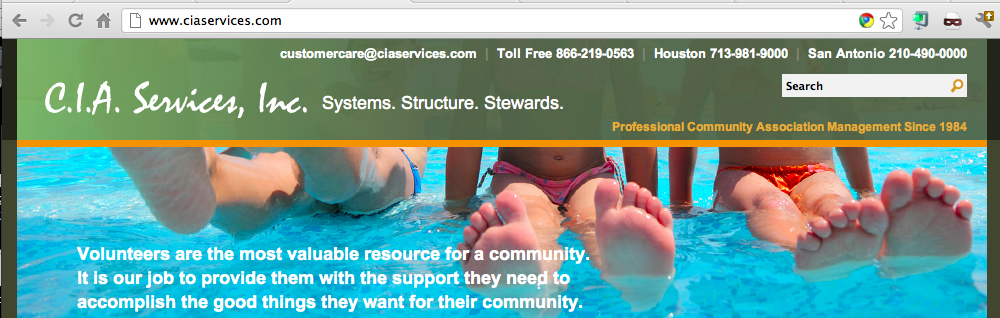 www.ciaservices.com
customercare@ciaservices.com | Toll Free 866-219-0563 | Houston 713-981-9000 | San Antonio 210-490-0000
C.I.A. Services, Inc. Systems. Structure. Stewards.
Search
Professional Community Association Management Since 1984
Volunteers are the most valuable resource for a community.
It is our job to provide them with the support they need to
accomplish the good things they want for their community.